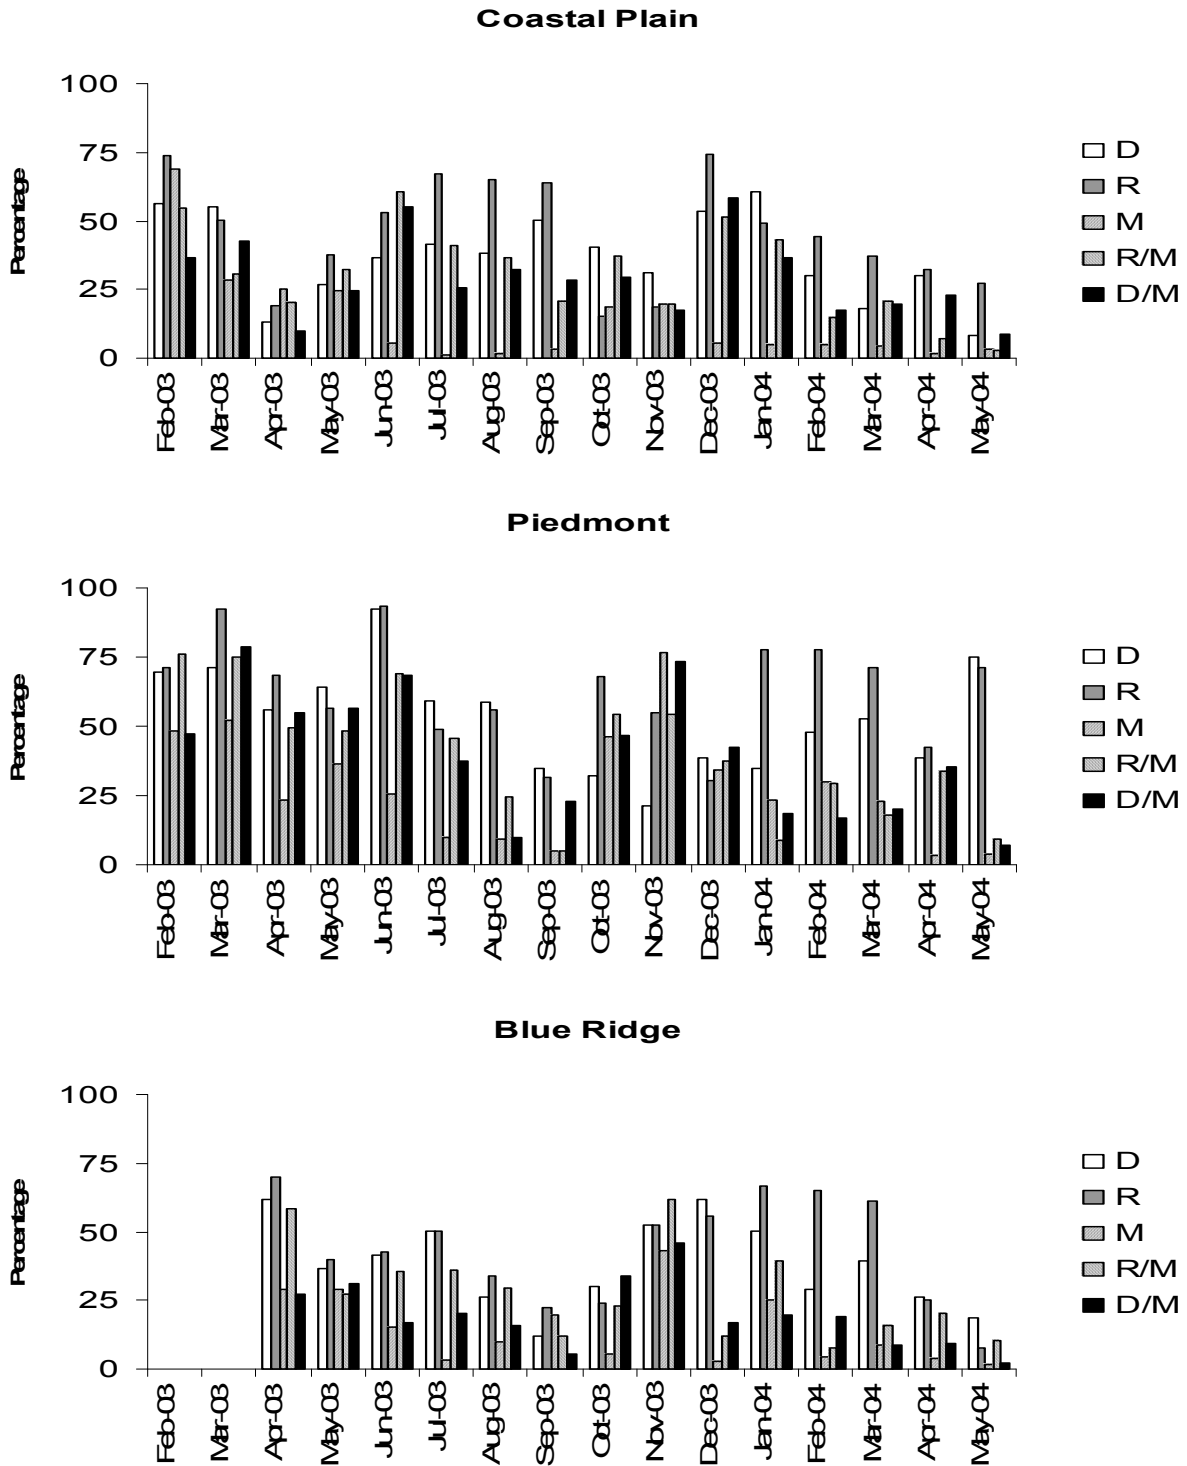 Coastal Plain
100
75
50
25
0
Percentage
Feb-03
Mar-03
Apr-03
May-03
Jun-03
Jul-03
Aug-03
Sep-03
Oct-03
Nov-03
Dec-03
Jan-04
Feb-04
Mar-04
Apr-04
May-04
D
R
M
R/M
D/M
Piedmont
100
75
50
25
0
Percentage
Feb-03
Mar-03
Apr-03
May-03
Jun-03
Jul-03
Aug-03
Sep-03
Oct-03
Nov-03
Dec-03
Jan-04
Feb-04
Mar-04
Apr-04
May-04
D
R
M
R/M
D/M
Blue Ridge
100
75
50
25
0
Percentage
Feb-03
Mar-03
Apr-03
May-03
Jun-03
Jul-03
Aug-03
Sep-03
Oct-03
Nov-03
Dec-03
Jan-04
Feb-04
Mar-04
Apr-04
May-04
D
R
M
R/M
D/M